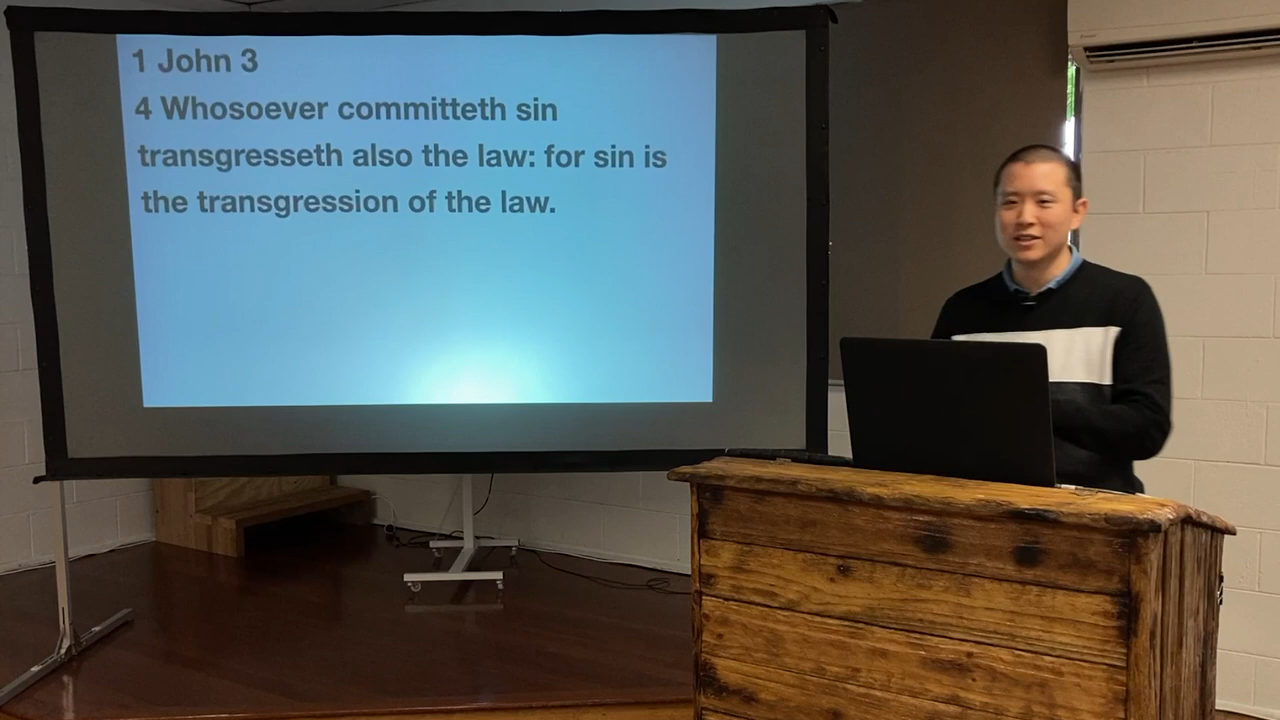 1 John 3
4 Whosoever committeth sin
transgresseth also the law: for sin is
the transgression of the law.